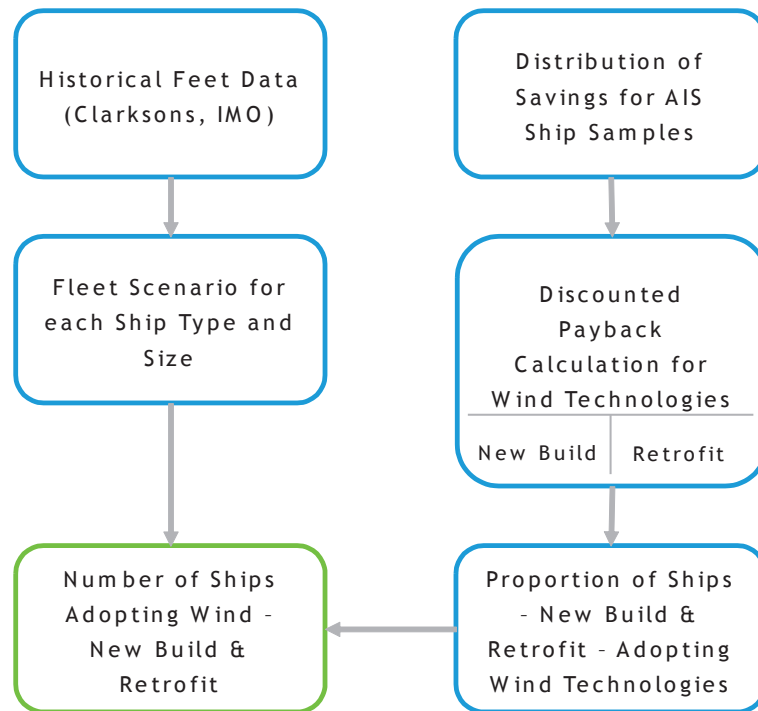 Historical Feet Data
(Clarksons, IMO)
Distribution of
Savings for AIS
Ship Samples
Fleet Scenario for
each Ship Type and
Size
Discounted
Payback
Calculation for
Wind Technologies
New Build
Retrofit
Number of Ships
Adopting Wind –
New Build &
Retrofit
Proportion of Ships
– New Build &
Retrofit – Adopting
Wind Technologies